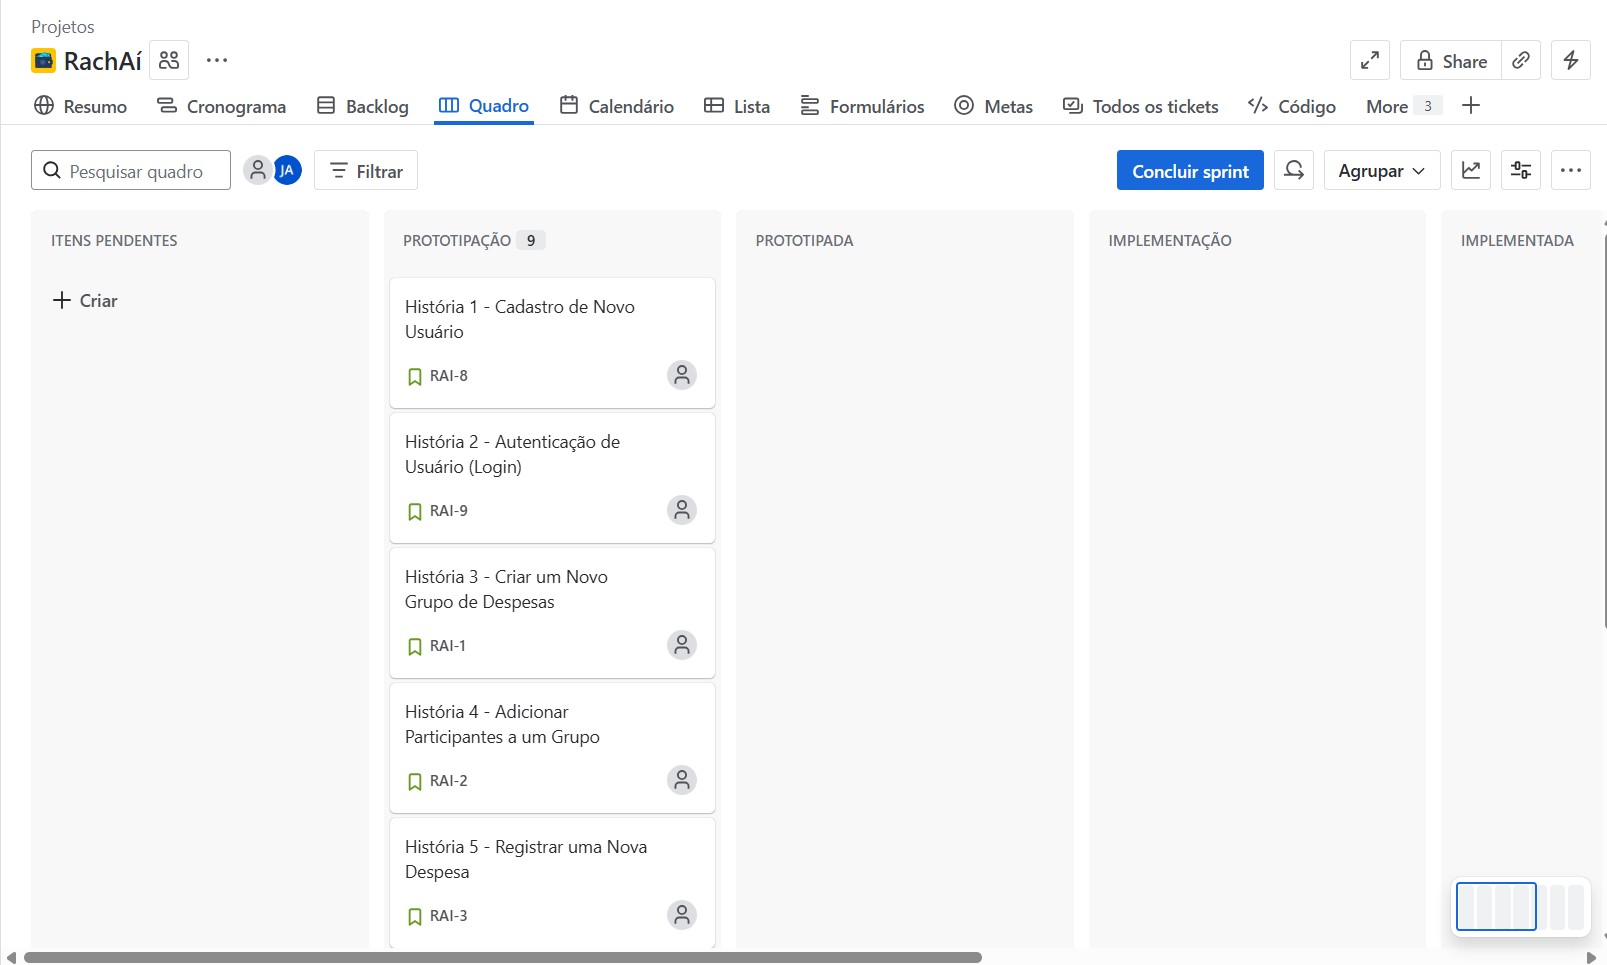 Projetos
RachAí
Share
Resumo
Cronograma
Backlog
Quadro
Calendário
Lista
Formulários
Metas
Todos os tickets
Código
More 3
Pesquisar quadro
JA
Filtrar
Concluir sprint
Agrupar
ITENS PENDENTES
Criar
PROTOTIPAÇÃO 9
História 1 - Cadastro de Novo
Usuário
RAI-8
História 2 - Autenticação de
Usuário (Login)
RAI-9
História 3 - Criar um Novo
Grupo de Despesas
RAI-1
História 4 - Adicionar
Participantes a um Grupo
RAI-2
História 5 - Registrar uma Nova
Despesa
RAI-3
PROTOTIPADA
IMPLEMENTAÇÃO
IMPLEMENTADA